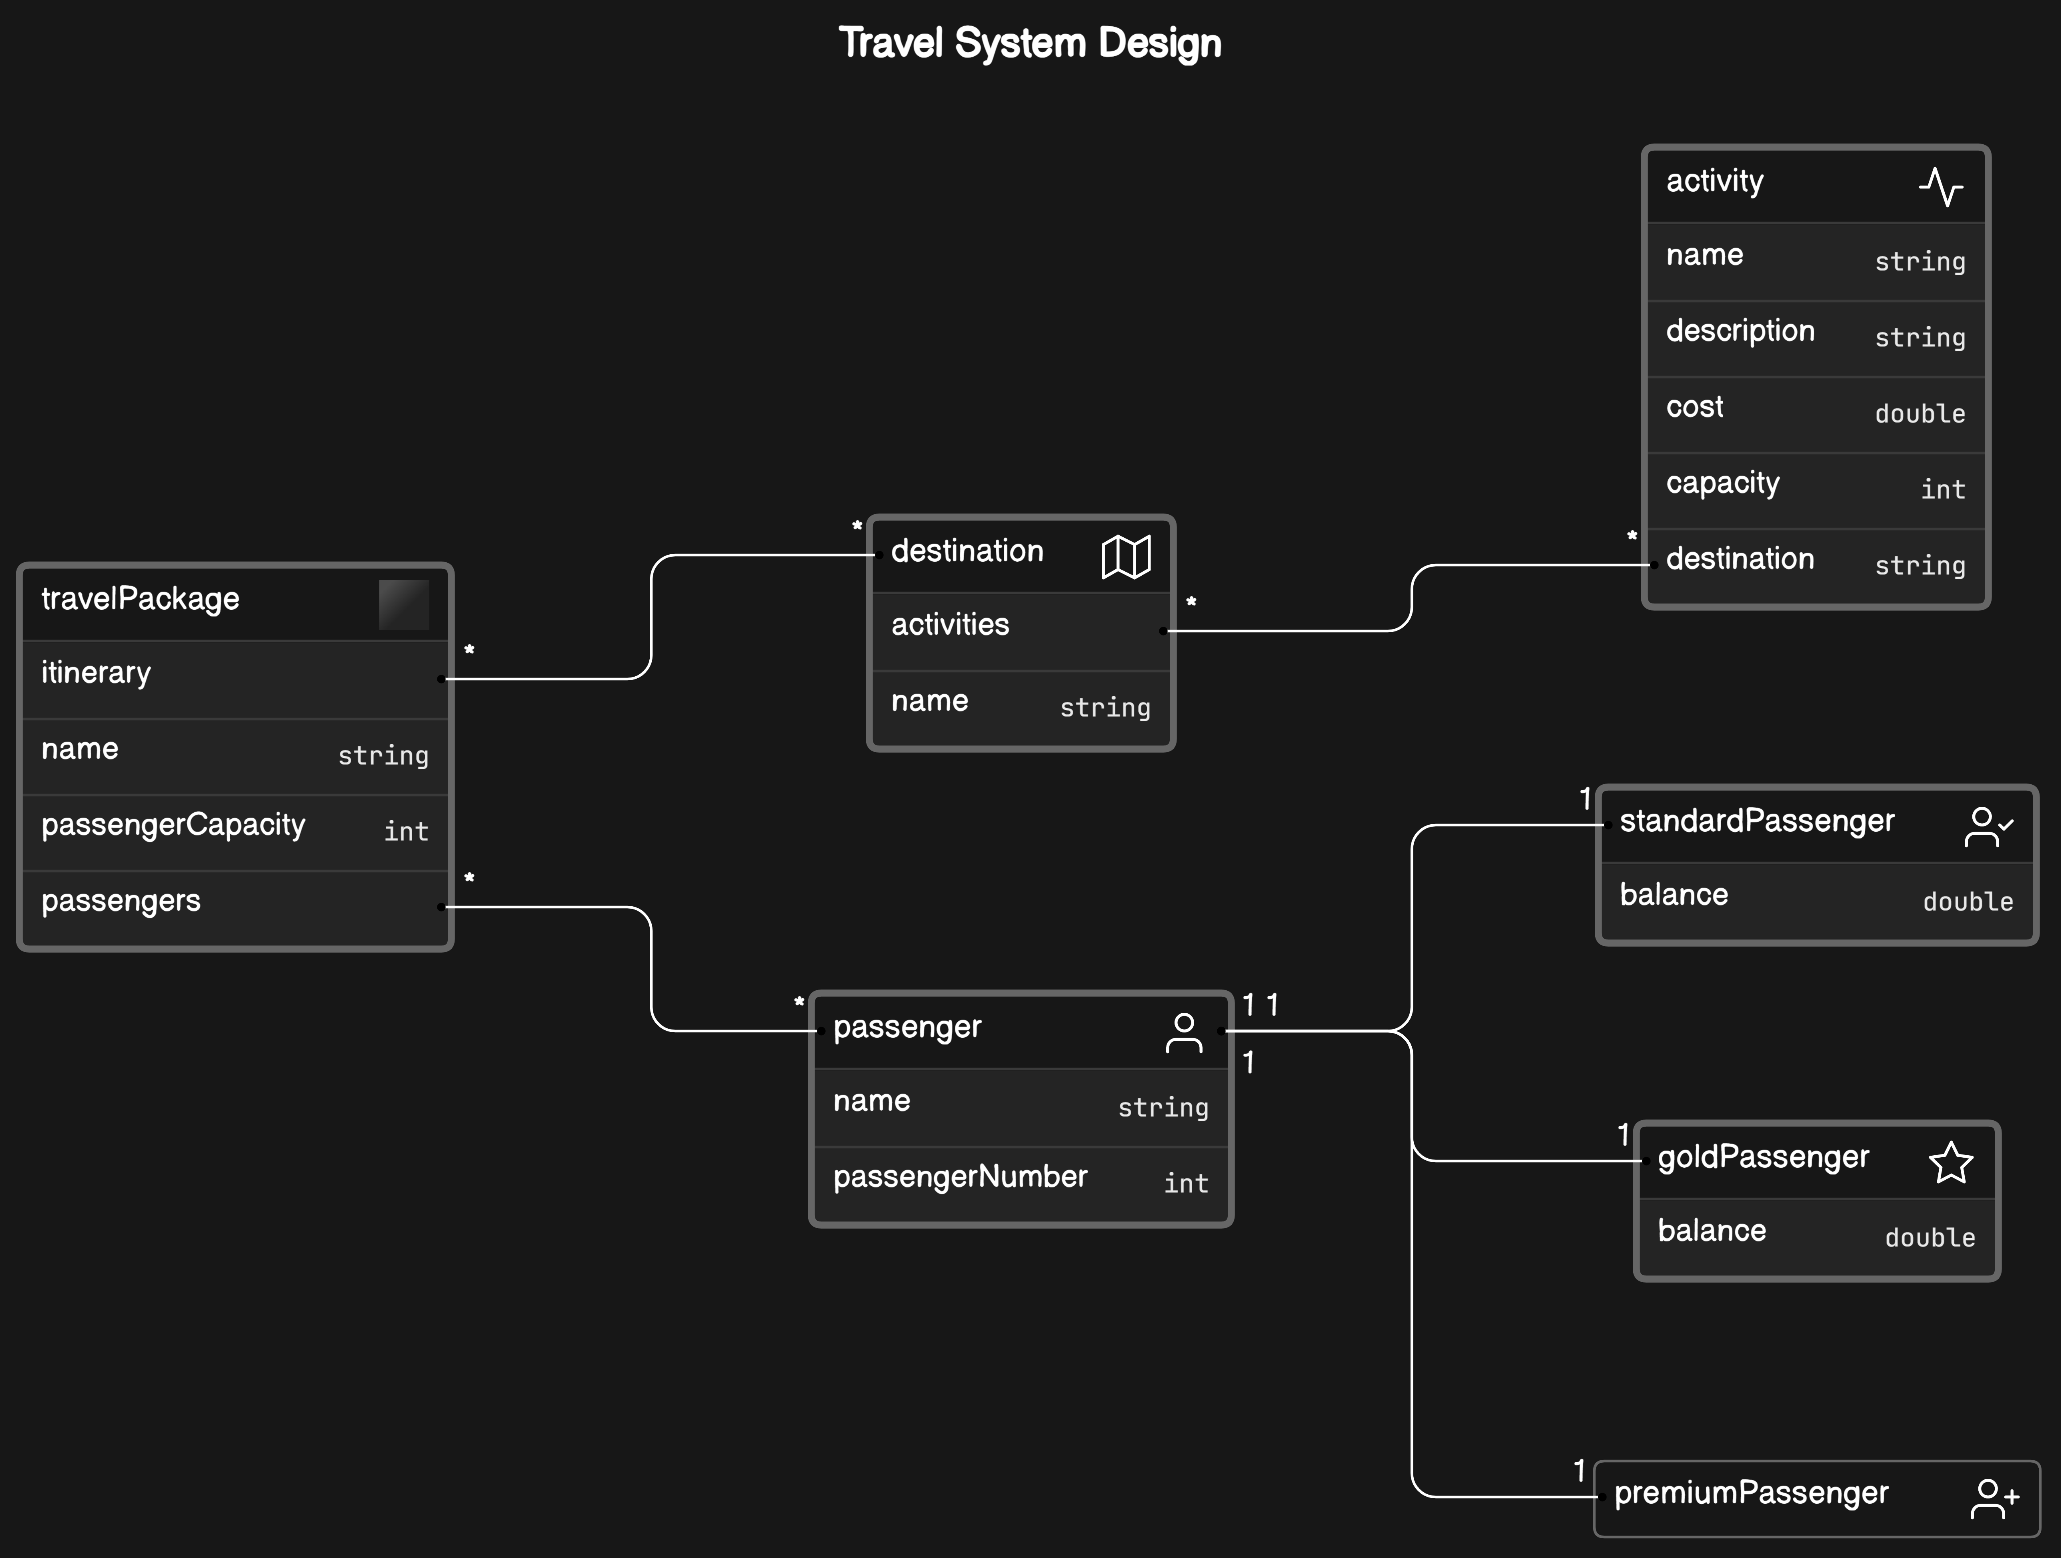 Travel System Design
travelPackage
*
itinerary
name string
passengerCapacity int
*
passengers
*
destination
*
activities
name string
activity
name string
description string
cost double
capacity int
*
destination string
*
passenger
1 1
1
name string
passengerNumber int
1
standardPassenger
balance double
1
goldPassenger
balance double
1
premiumPassenger